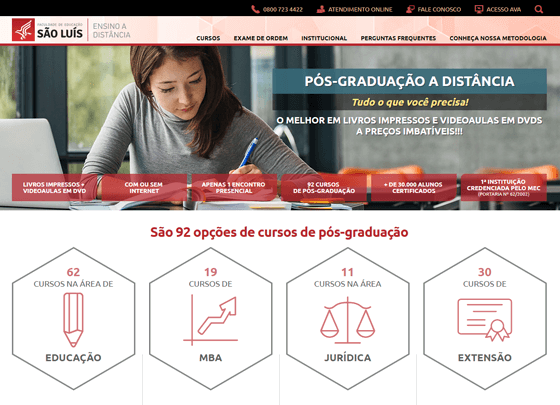 0800 723 4422
ATENDIMENTO ONLINE
FALE CONOSCO
ACESSO AVA
FACULDADE DE EDUCAÇÃO
SÃO LUÍS
ENSINO A
DISTÂNCIA
CURSOS
EXAME DE ORDEM
INSTITUCIONAL
PERGUNTAS FREQUENTES
CONHEÇA NOSSA METODOLOGIA
PÓS-GRADUAÇÃO A DISTÂNCIA
Tudo o que você precisa!
O MELHOR EM LIVROS IMPRESSOS E VIDEOAULAS EM DVDS
A PREÇOS IMBATÍVEIS!!!
LIVROS IMPRESSOS +
VIDEOAULAS EM DVD
COM OU SEM
INTERNET
APENAS 1 ENCONTRO
PRESENCIAL
92 CURSOS
DE PÓS-GRADUAÇÃO
+ DE 30.000 ALUNOS
CERTIFICADOS
1ª INSTITUIÇÃO
CREDENCIADA PELO MEC
(PORTARIA Nº 62/2002)
São 92 opções de cursos de pós-graduação
62
CURSOS NA ÁREA DE
EDUCAÇÃO
19
CURSOS DE
MBA
11
CURSOS NA ÁREA
JURÍDICA
30
CURSOS DE
EXTENSÃO